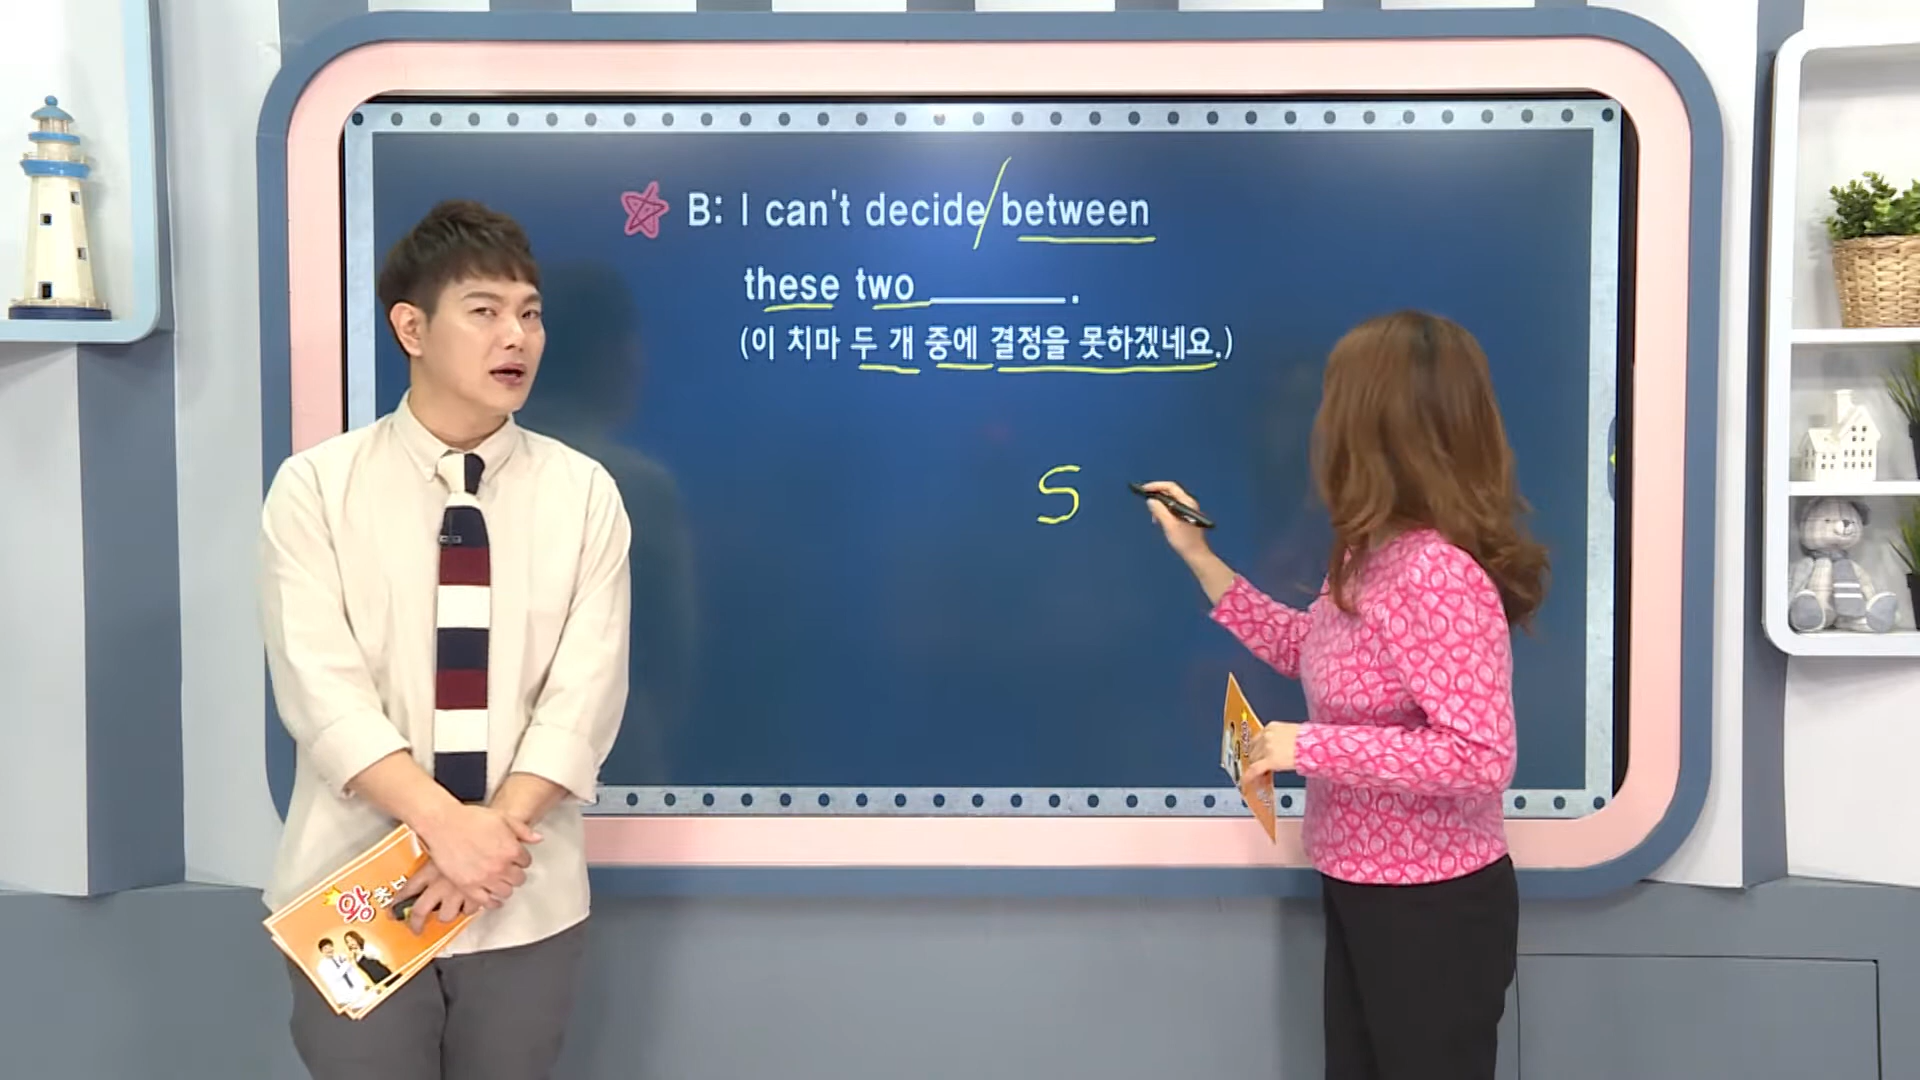 B: I can't decide/between
these two ______.
(이 치마 두 개 중에 결정을 못하겠네요.)
S